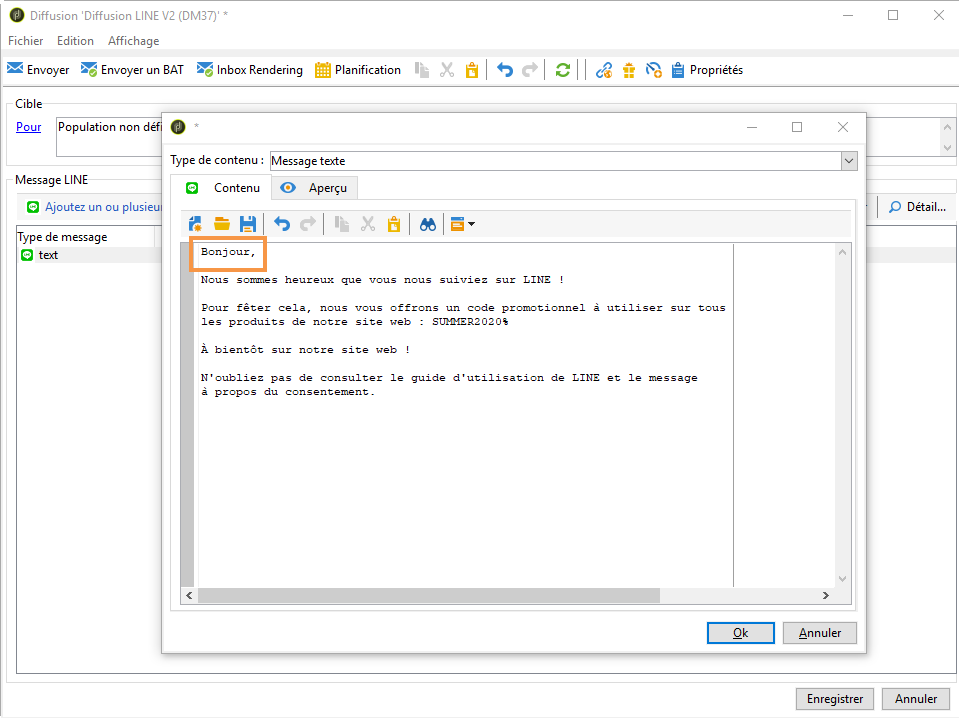 Diffusion 'Diffusion LINE V2 (DM37)' *
Fichier Edition Affichage
Envoyer Envoyer un BAT Inbox Rendering Planification Propriétés
Cible
Pour Population non défi
*
Type de contenu : Message texte
Message LINE
Contenu Aperçu
Ajoutez un ou plusieur Détail...
Type de message
text
Bonjour,
Nous sommes heureux que vous nous suiviez sur LINE !
Pour fêter cela, nous vous offrons un code promotionnel à utiliser sur tous
les produits de notre site web : SUMMER2020%
À bientôt sur notre site web !
N'oubliez pas de consulter le guide d'utilisation de LINE et le message
à propos du consentement.
Ok Annuler
Enregistrer Annuler